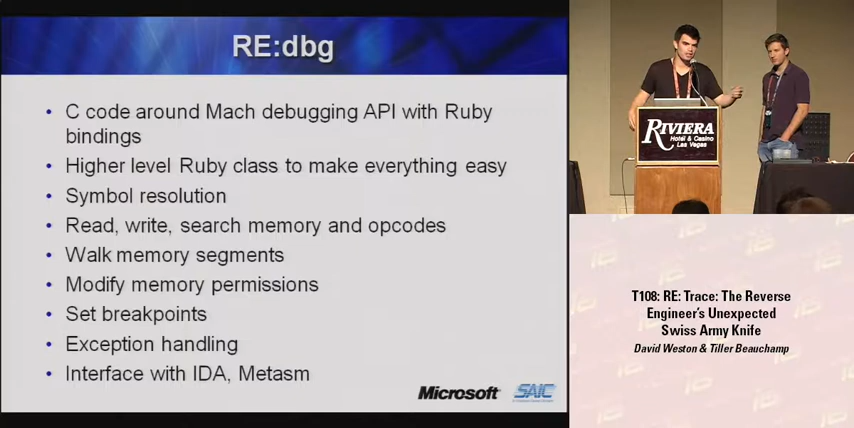 RE:dbg
• C code around Mach debugging API with Ruby
bindings
• Higher level Ruby class to make everything easy
• Symbol resolution
• Read, write, search memory and opcodes
• Walk memory segments
• Modify memory permissions
• Set breakpoints
• Exception handling
• Interface with IDA, Metasm
Microsoft
SAIC
RIVIERA
Hotel & Casino
Las Vegas
T108: RE: Trace: The Reverse
Engineer's Unexpected
Swiss Army Knife
David Weston & Tiller Beauchamp